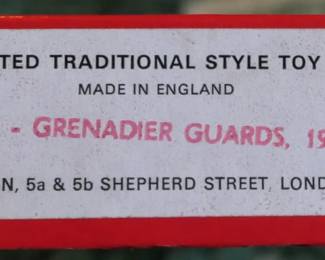 TED TRADITIONAL STYLE TOY
MADE IN ENGLAND
- GRENADIER GUARDS, 19
N, 5a & 5b SHEPHERD STREET, LOND